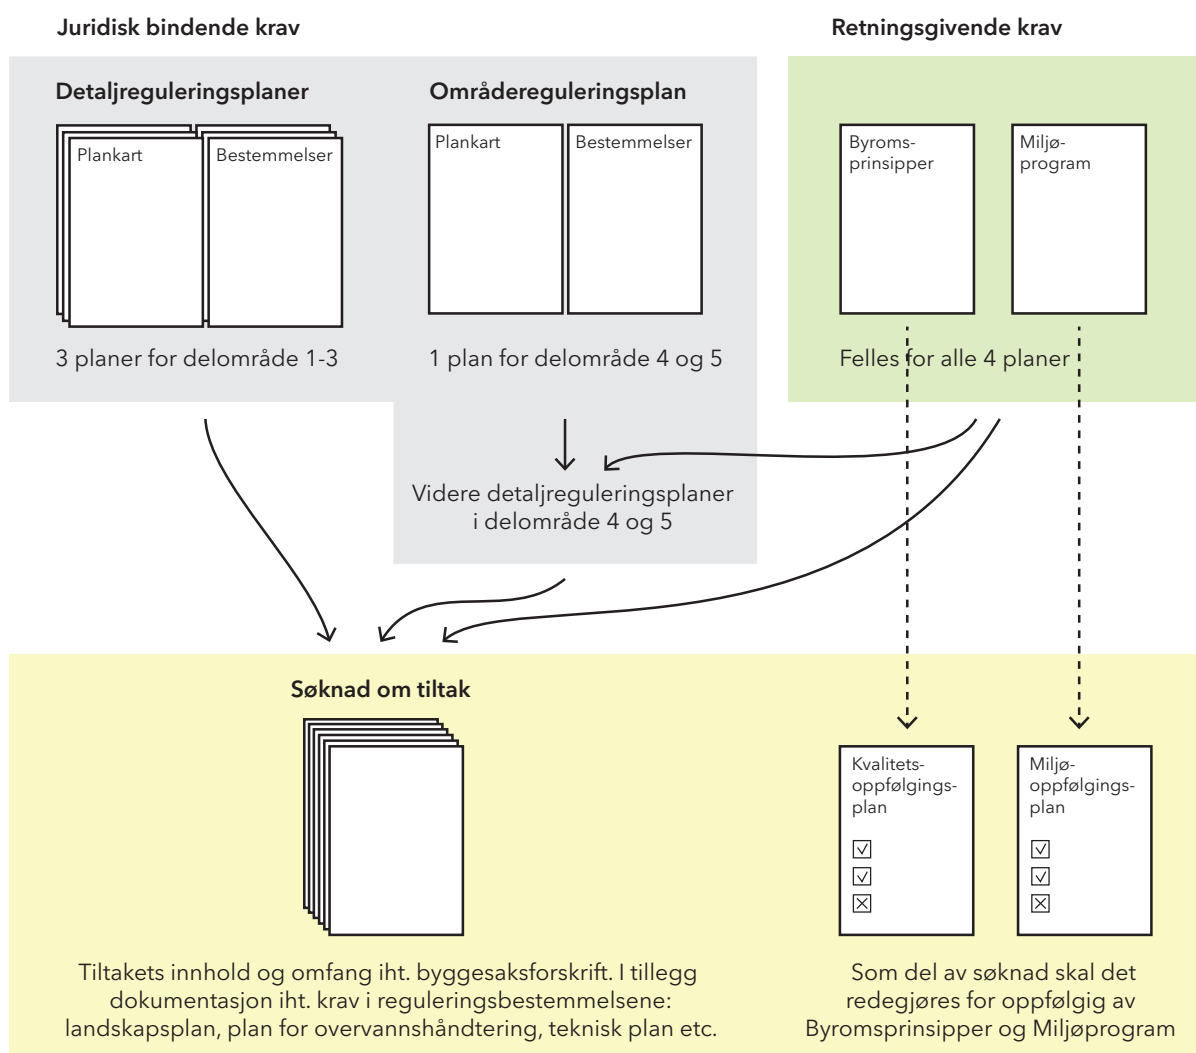 Juridisk bindende krav
Retningsgivende krav
Detaljreguleringsplaner
Områdereguleringsplan
Plankart
Bestemmelser
Plankart
Bestemmelser
Byroms-
prinsipper
Miljø-
program
3 planer for delområde 1-3
1 plan for delområde 4 og 5
Felles for alle 4 planer
Videre detaljreguleringsplaner
i delområde 4 og 5
Søknad om tiltak
Kvalitets-
oppfølgings-
plan
Miljø-
oppfølgings-
plan
Tiltakets innhold og omfang iht. byggesaksforskrift. I tillegg
dokumentasjon iht. krav i reguleringsbestemmelsene:
landskapsplan, plan for overvannshåndtering, teknisk plan etc.
Som del av søknad skal det
redegjøres for oppfølgig av
Byromsprinsipper og Miljøprogram